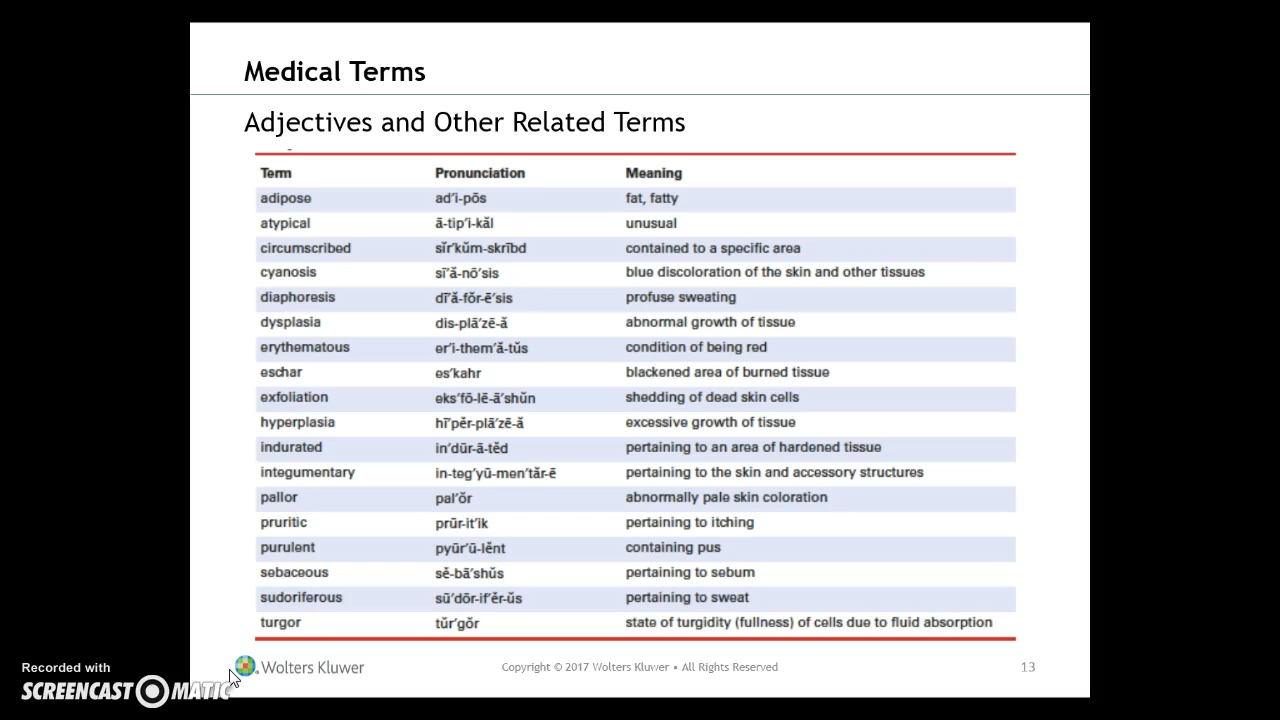 Medical Terms
Adjectives and Other Related Terms
Term Pronunciation Meaning
adipose ad′i-pōs fat, fatty
atypical ā-tip′i-kăl unusual
circumscribed sĭr′kŭm-skrībd contained to a specific area
cyanosis sī′ă-nō′sis blue discoloration of the skin and other tissues
diaphoresis dī′ă-fŏr-ē′sis profuse sweating
dysplasia dis-plā′zē-ă abnormal growth of tissue
erythematous er′i-them′ă-tŭs condition of being red
eschar es′kahr blackened area of burned tissue
exfoliation eks′fō-lē-ā′shŭn shedding of dead skin cells
hyperplasia hī′pĕr-plā′zē-ă excessive growth of tissue
indurated in′dūr-ā-tĕd pertaining to an area of hardened tissue
integumentary in-teg′yū-men′tăr-ē pertaining to the skin and accessory structures
pallor pal′ŏr abnormally pale skin coloration
pruritic prūr-it′ik pertaining to itching
purulent pyūr′ū-lĕnt containing pus
sebaceous sĕ-bā′shŭs pertaining to sebum
sudoriferous sū′dōr-if′ĕr-ŭs pertaining to sweat
turgor tŭr′gŏr state of turgidity (fullness) of cells due to fluid absorption
Wolters Kluwer Copyright © 2017 Wolters Kluwer • All Rights Reserved 13
Recorded with
SCREENCAST-O-MATIC